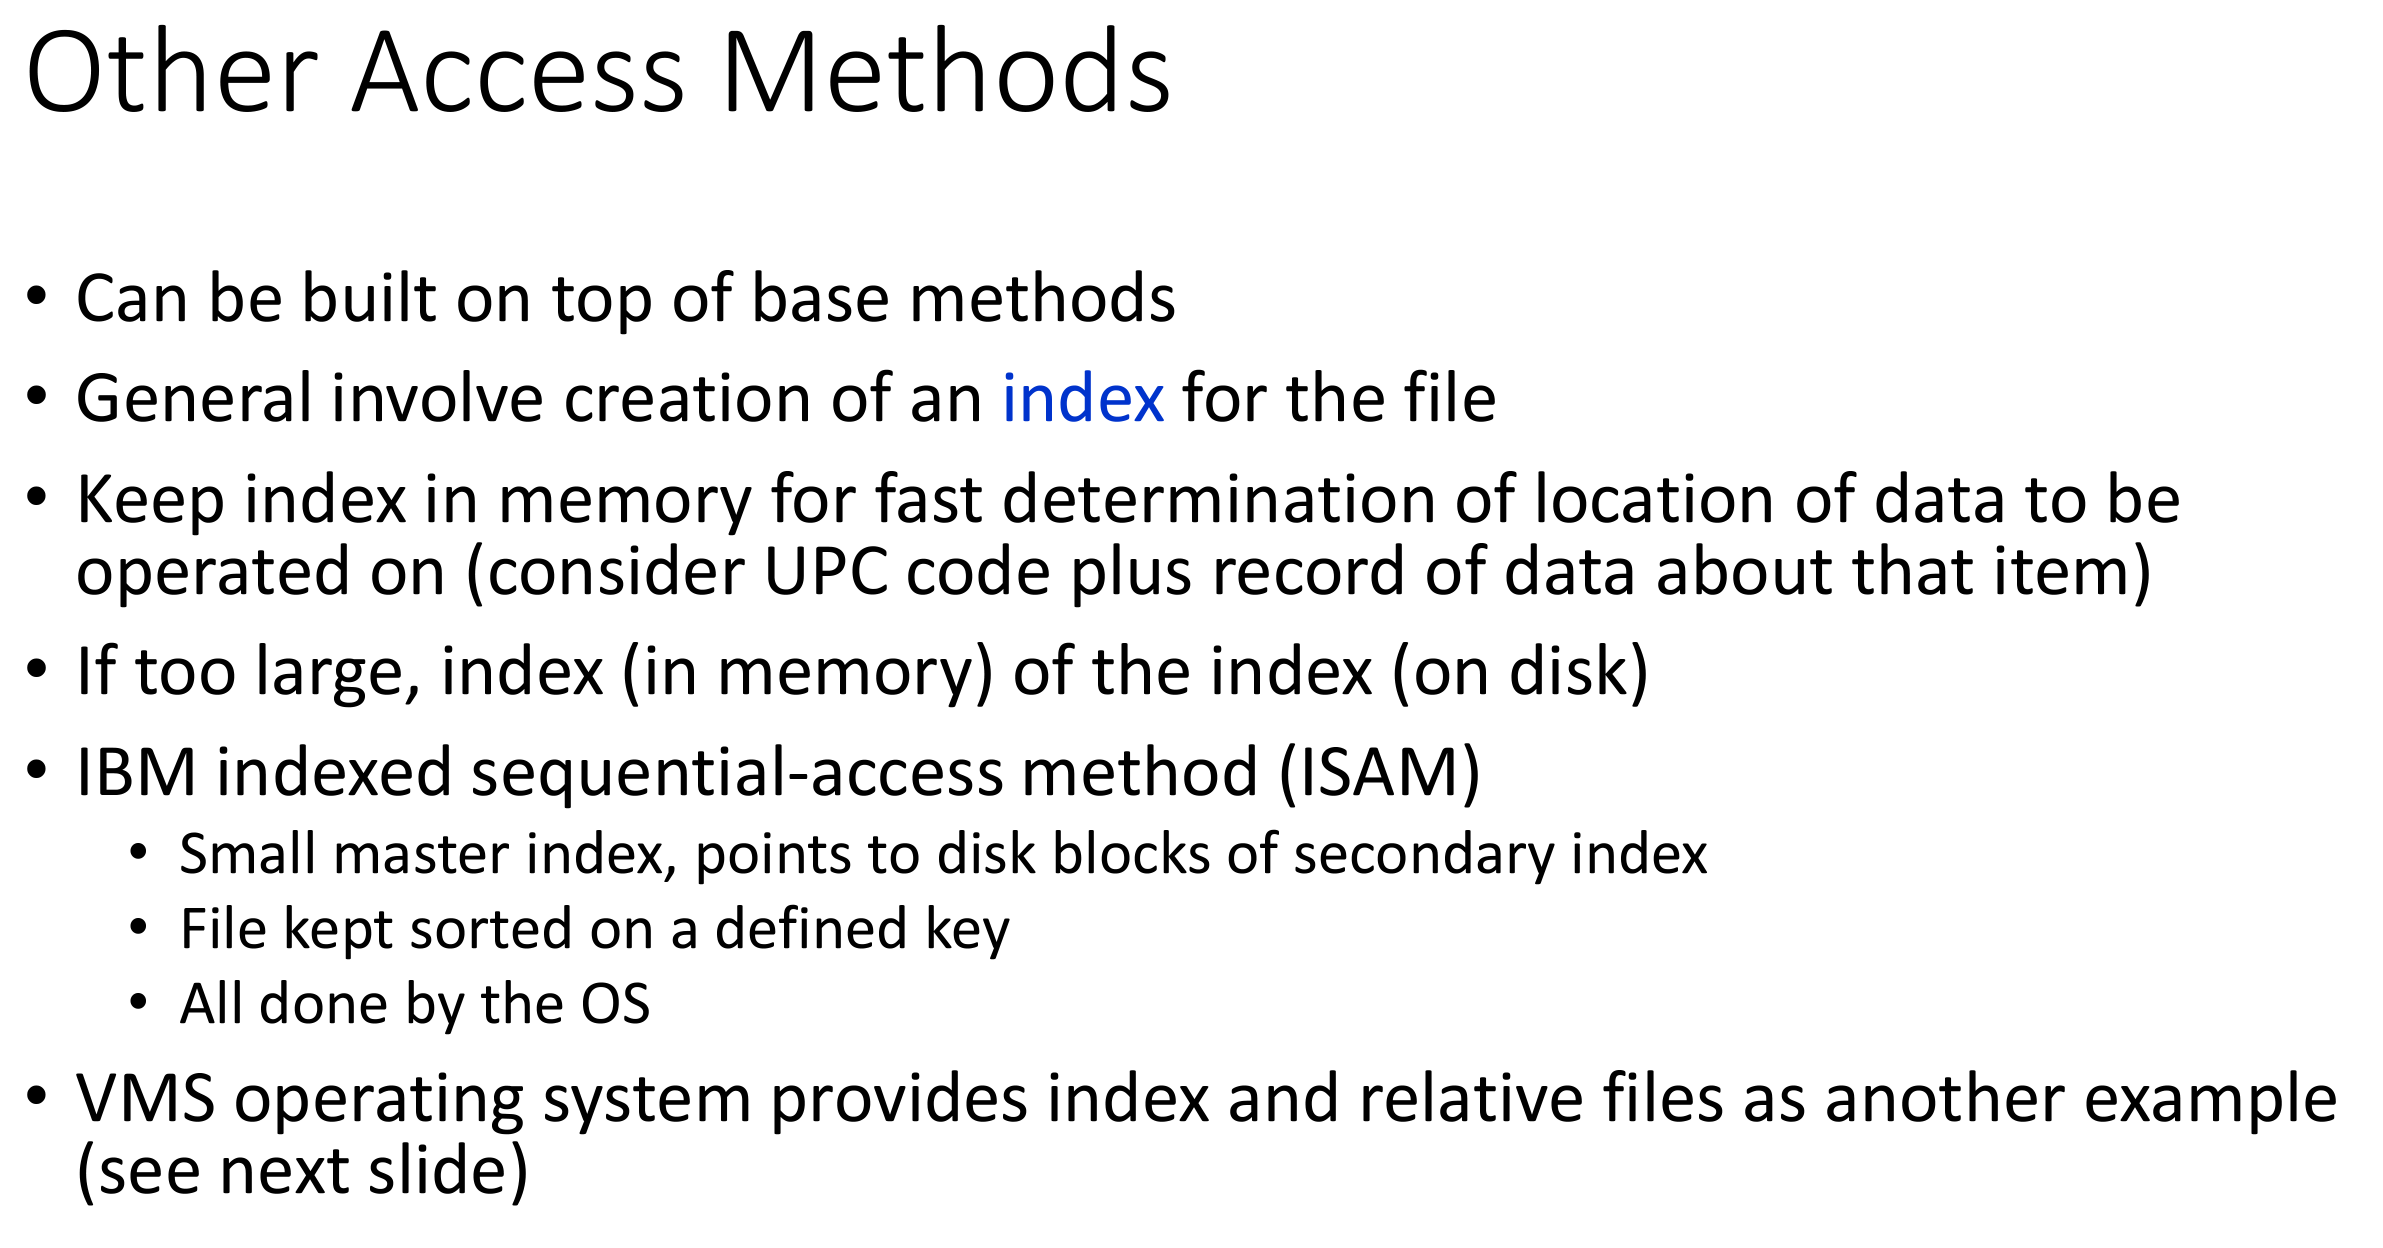 Other Access Methods
• Can be built on top of base methods
• General involve creation of an index for the file
• Keep index in memory for fast determination of location of data to be
operated on (consider UPC code plus record of data about that item)
• If too large, index (in memory) of the index (on disk)
• IBM indexed sequential-access method (ISAM)
• Small master index, points to disk blocks of secondary index
• File kept sorted on a defined key
• All done by the OS
• VMS operating system provides index and relative files as another example
(see next slide)